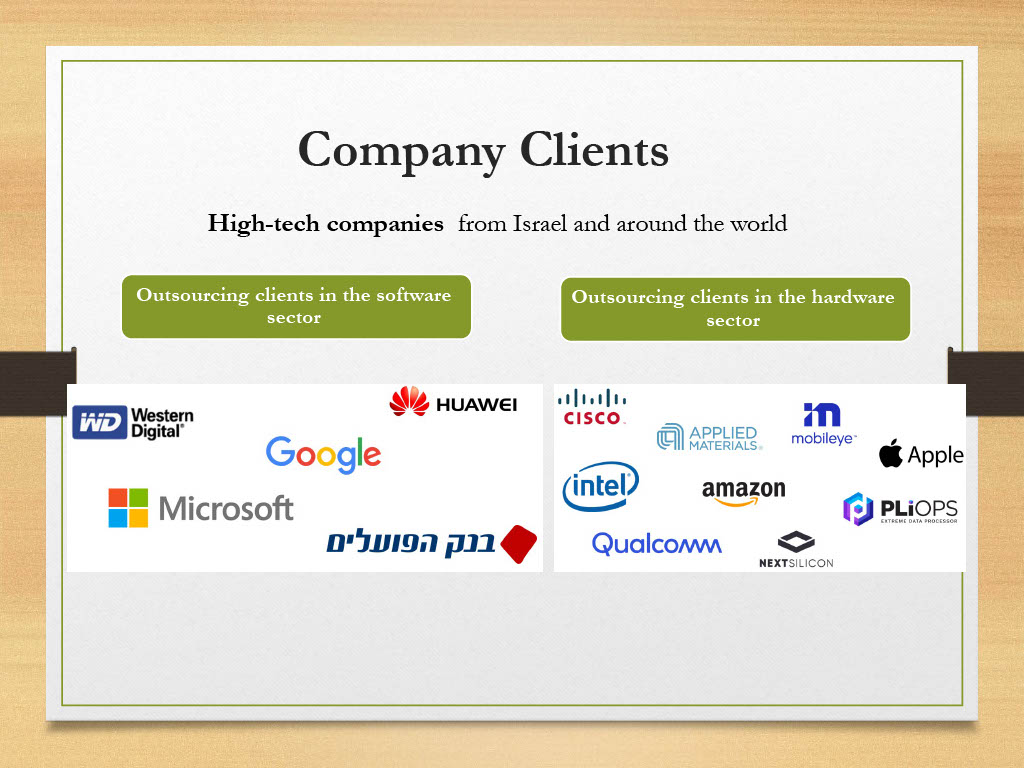 Company Clients
High-tech companies from Israel and around the world
Outsourcing clients in the software
sector
Outsourcing clients in the hardware
sector
WD Western
Digital®
HUAWEI
Google
Microsoft
בנק הפועלים
CISCO
APPLIED
MATERIALS®
mobileye™
Apple
intel
amazon
PLiOPS
EXTREME DATA PROCESSOR
Qualcomm
NEXTSILICON